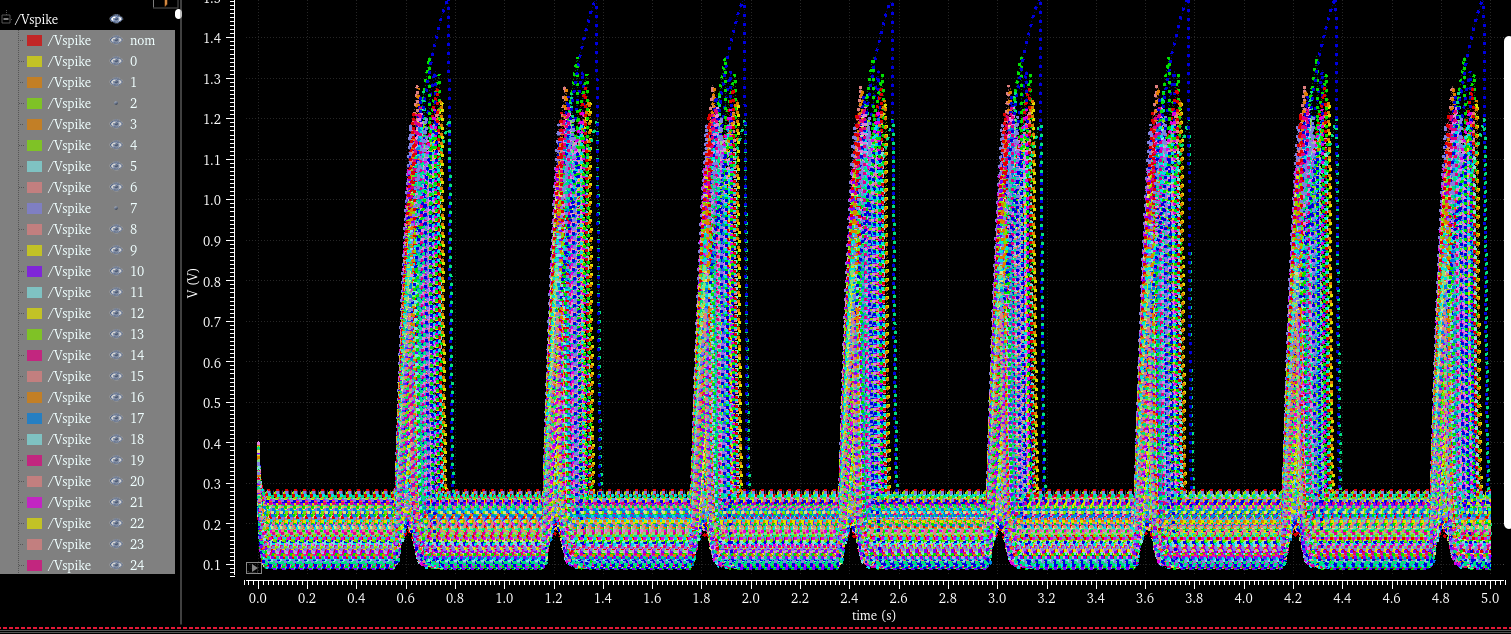 /Vspike
/Vspike nom
/Vspike 0
/Vspike 1
/Vspike 2
/Vspike 3
/Vspike 4
/Vspike 5
/Vspike 6
/Vspike 7
/Vspike 8
/Vspike 9
/Vspike 10
/Vspike 11
/Vspike 12
/Vspike 13
/Vspike 14
/Vspike 15
/Vspike 16
/Vspike 17
/Vspike 18
/Vspike 19
/Vspike 20
/Vspike 21
/Vspike 22
/Vspike 23
/Vspike 24
V (V)
1.5
1.4
1.3
1.2
1.1
1.0
0.9
0.8
0.7
0.6
0.5
0.4
0.3
0.2
0.1
0.0 0.2 0.4 0.6 0.8 1.0 1.2 1.4 1.6 1.8 2.0 2.2 2.4 2.6 2.8 3.0 3.2 3.4 3.6 3.8 4.0 4.2 4.4 4.6 4.8 5.0
time (s)